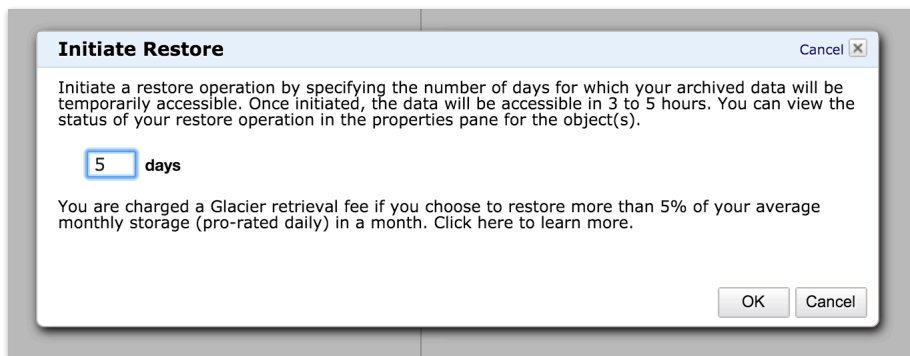 Initiate Restore
Cancel
Initiate a restore operation by specifying the number of days for which your archived data will be
temporarily accessible. Once initiated, the data will be accessible in 3 to 5 hours. You can view the
status of your restore operation in the properties pane for the object(s).
5 days
You are charged a Glacier retrieval fee if you choose to restore more than 5% of your average
monthly storage (pro-rated daily) in a month. Click here to learn more.
OK Cancel